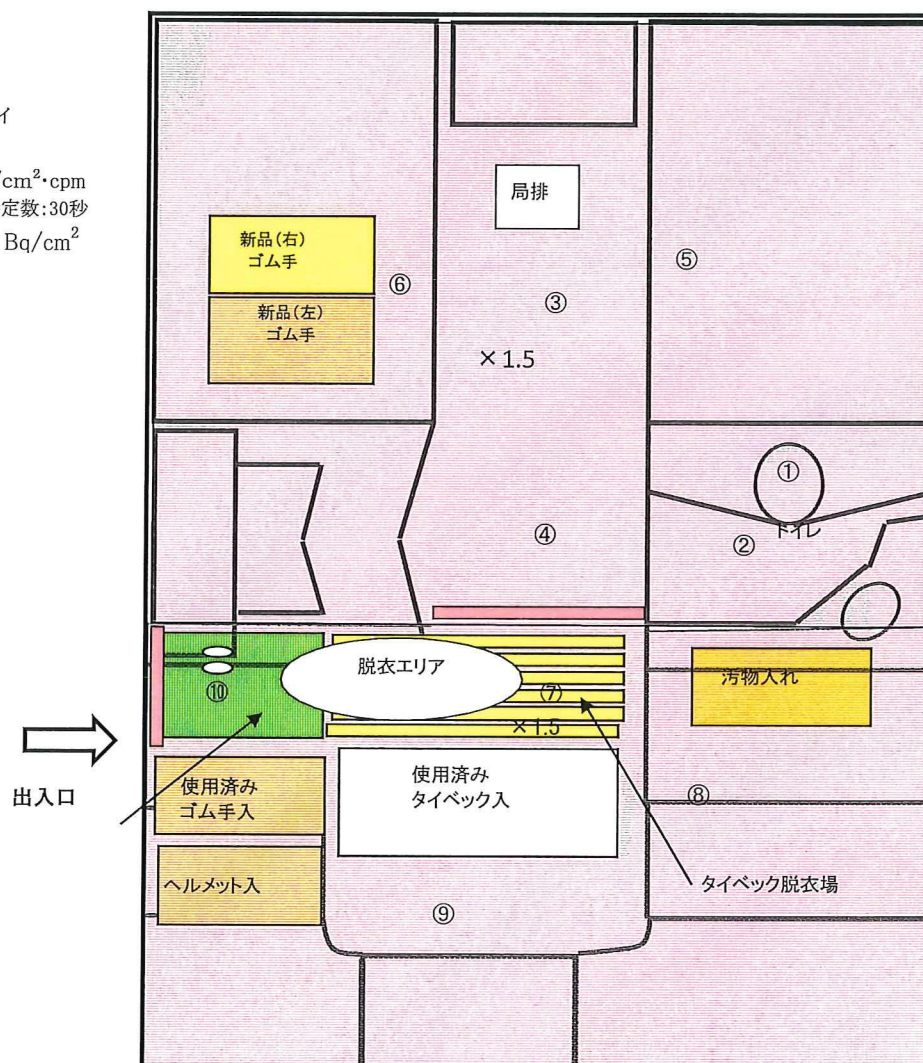 イ
/cm²・cpm
定数:30秒
Bq/cm²
局排
新品(右)
ゴム手
⑥
⑤
③
新品(左)
ゴム手
×1.5
①
④
②
トイレ
脱衣エリア
⑩
⑦
汚物入れ
×1.5
使用済み
ゴム手入
使用済み
タイベック入
出入口
⑧
ヘルメット入
タイベック脱衣場
⑨